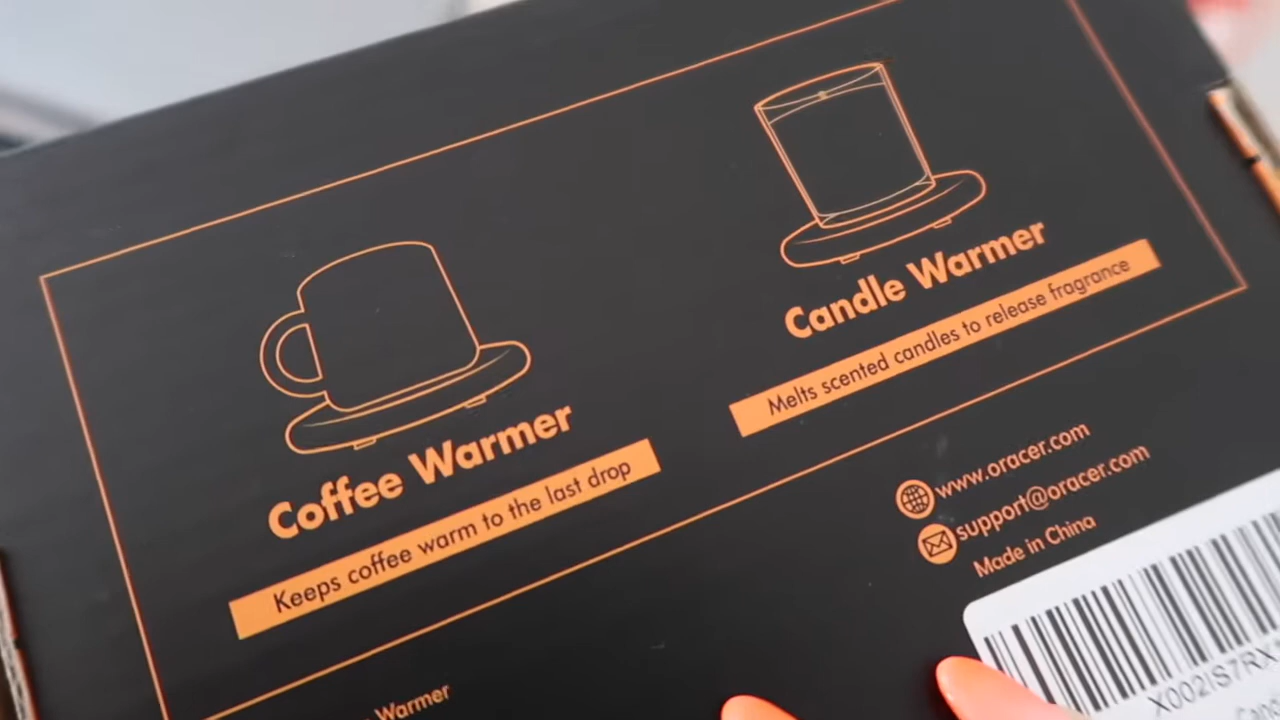 Coffee Warmer
Keeps coffee warm to the last drop
Candle Warmer
Melts scented candles to release fragrance
www.oracer.com
support@oracer.com
Made in China
Warmer